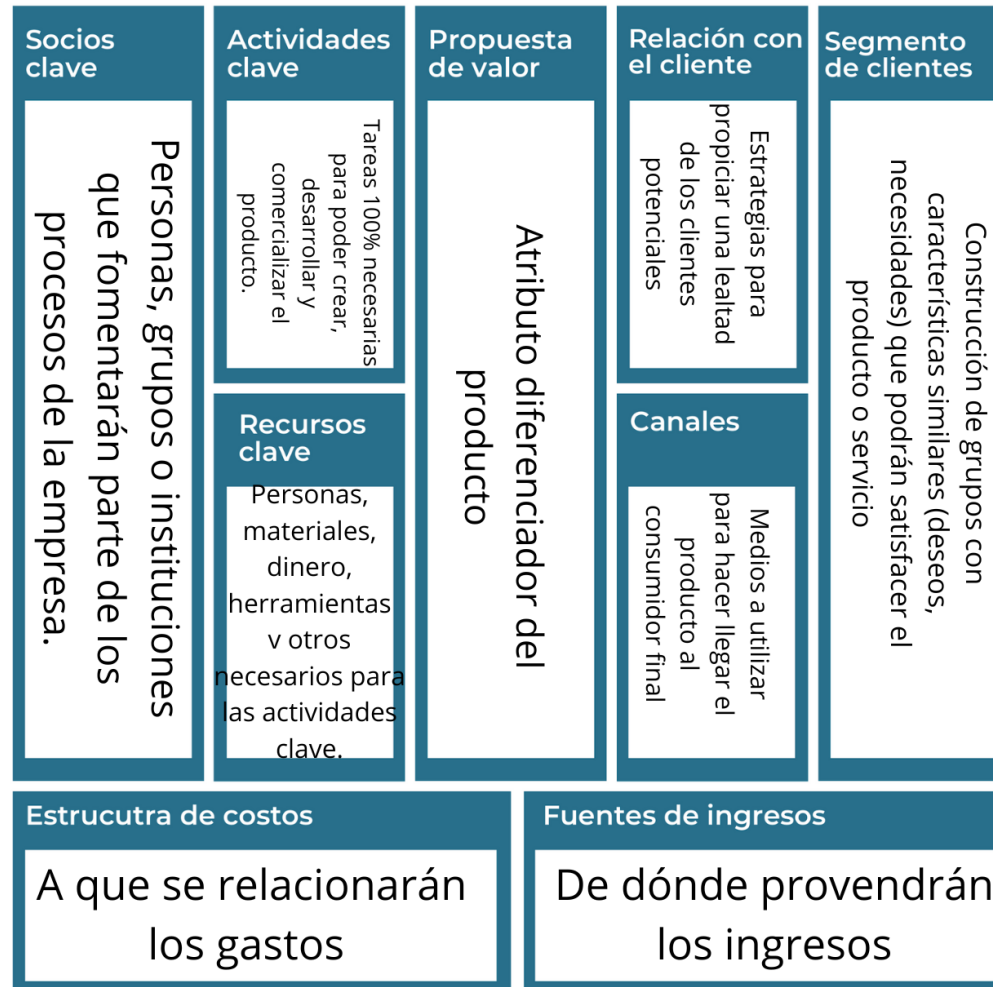 Socios
clave
Personas, grupos o instituciones
que fomentarán parte de los
procesos de la empresa.
Actividades
clave
Tareas 100% necesarias
para poder crear,
desarrollar y
comercializar el
producto.
Recursos
clave
Personas,
materiales,
dinero,
herramientas
y otros
necesarios para
las actividades
clave.
Propuesta
de valor
Atributo diferenciador del
producto
Relación con
el cliente
Estrategias para
propiciar una lealtad
de los clientes
potenciales
Canales
Medios a utilizar
para hacer llegar el
producto al
consumidor final
Segmento
de clientes
Construcción de grupos con
características similares (deseos,
necesidades) que podrán satisfacer el
producto o servicio
Estrucutra de costos
A que se relacionarán
los gastos
Fuentes de ingresos
De dónde provendrán
los ingresos